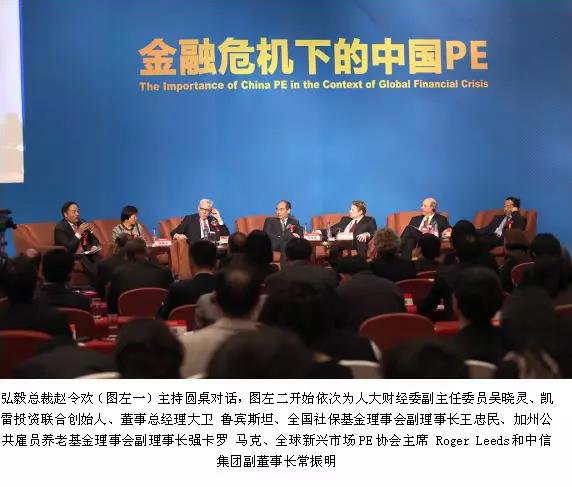 金融危机下的中国PE
The Importance of China PE in the Context of Global Financial Crisis
弘毅总裁赵令欢（图左一）主持圆桌对话，图左二开始依次为人大财经委副主任委员吴晓灵、凯
雷投资联合创始人、董事总经理大卫 鲁宾斯坦、全国社保基金理事会副理事长王忠民、加州公
共雇员养老基金理事会副理事长强卡罗 马克、全球新兴市场PE协会主席 Roger Leeds和中信
集团副董事长常振明